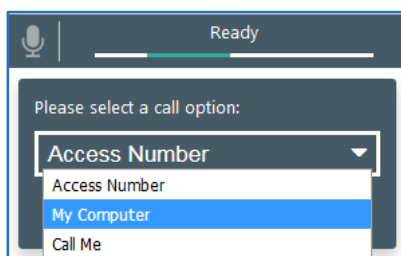 Ready
Please select a call option:
Access Number
Access Number
My Computer
Call Me